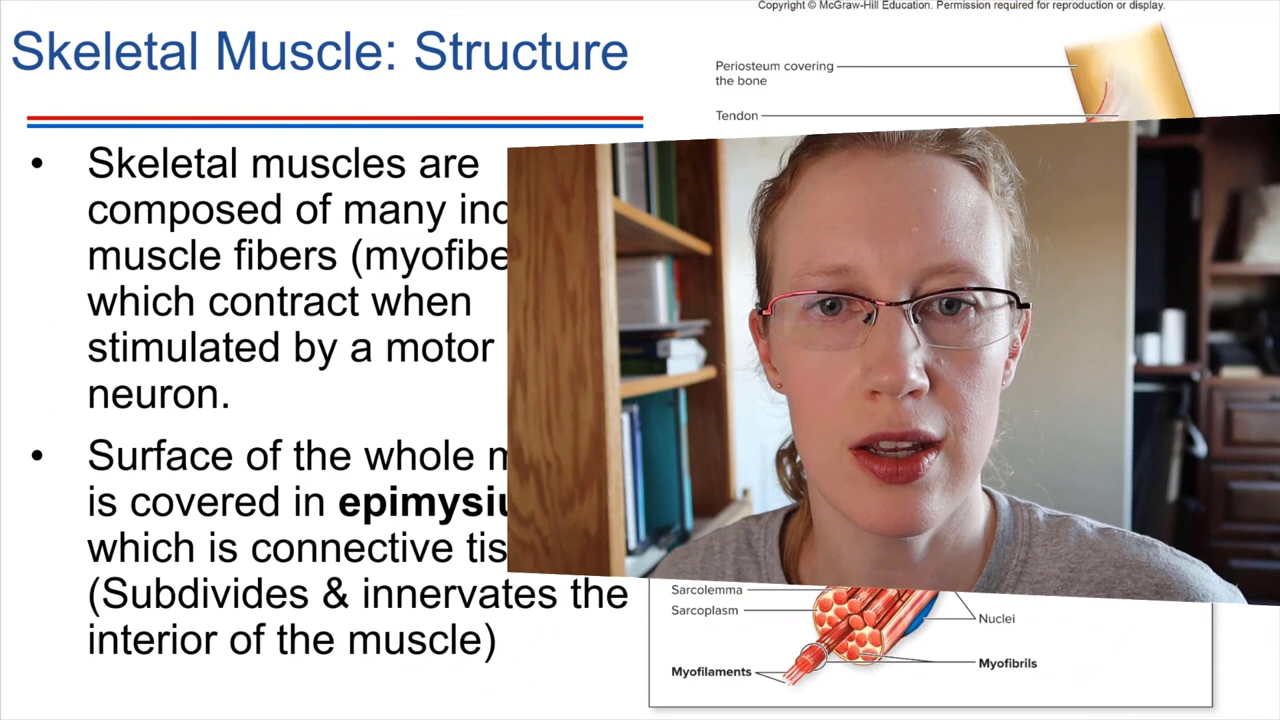 Copyright © McGraw-Hill Education. Permission required for reproduction or display.
Skeletal Muscle: Structure
Periosteum covering
the bone
Tendon
• Skeletal muscles are
composed of many
muscle fibers
which contract when
stimulated by a motor
neuron.
• Surface of the whole
is covered in
which is connective
(Subdivides & innervates the
interior of the muscle)
Sarcolemma
Sarcoplasm
Nuclei
Myofilaments
Myofibrils